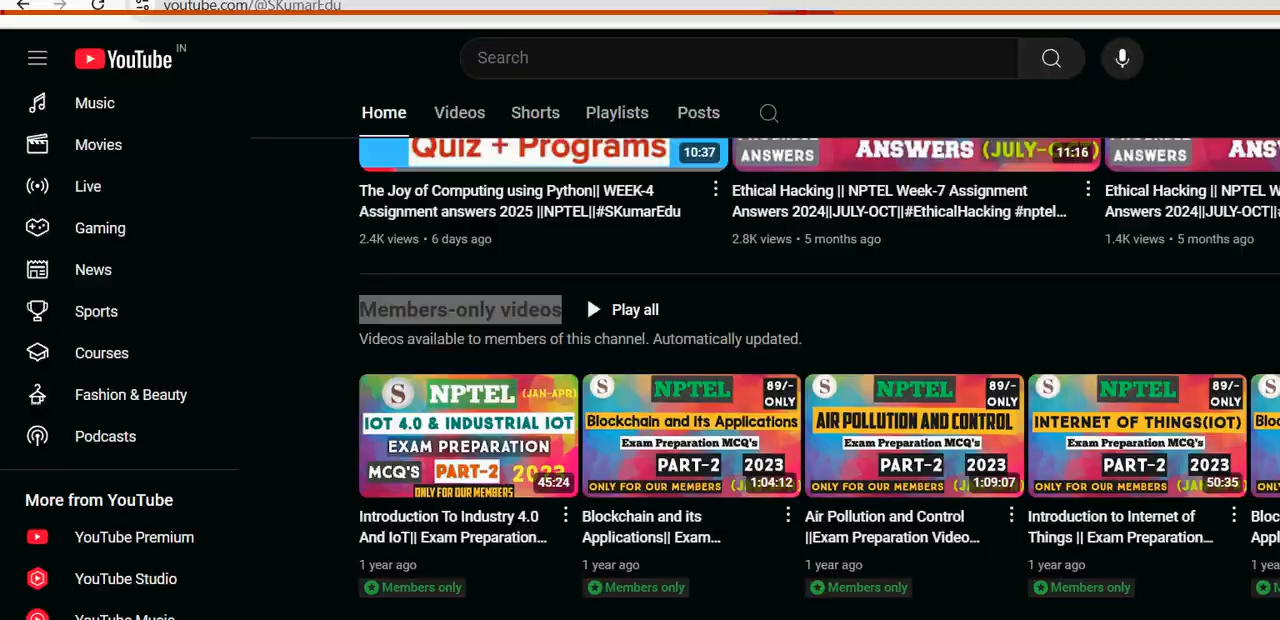 youtube.com/@SKumarEdu
YouTube IN
Search
Music
Movies
Live
Gaming
News
Sports
Courses
Fashion & Beauty
Podcasts
More from YouTube
YouTube Premium
YouTube Studio
YouTube Music
Home Videos Shorts Playlists Posts
Quiz + Programs
10:37
ANSWERS ANSWERS (JULY-OCT)
11:16
ANSWERS ANS
The Joy of Computing using Python|| WEEK-4
Assignment answers 2025 ||NPTEL||#SKumarEdu
2.4K views • 6 days ago
Ethical Hacking || NPTEL Week-7 Assignment
Answers 2024||JULY-OCT||#EthicalHacking #nptel...
2.8K views • 5 months ago
Ethical Hacking || NPTEL W
Answers 2024||JULY-OCT||#
1.4K views • 5 months ago
Members-only videos
Play all
Videos available to members of this channel. Automatically updated.
S NPTEL (JAN-APR)
IOT 4.0 & INDUSTRIAL IOT
EXAM PREPARATION
MCQ'S PART-2 2023
ONLY FOR OUR MEMBERS
45:24
Introduction To Industry 4.0
And IoT|| Exam Preparation...
1 year ago
Members only
S NPTEL 89/-
ONLY
Blockchain and its Applications
Exam Preparation MCQ's
PART-2 2023
ONLY FOR OUR MEMBERS
1:04:12
Blockchain and its
Applications|| Exam...
1 year ago
Members only
S NPTEL 89/-
ONLY
AIR POLLUTION AND CONTROL
Exam Preparation MCQ's
PART-2 2023
ONLY FOR OUR MEMBERS
1:09:07
Air Pollution and Control
||Exam Preparation Video...
1 year ago
Members only
S NPTEL 89/-
ONLY
INTERNET OF THINGS(IOT)
Exam Preparation MCQ's
PART-2 2023
ONLY FOR OUR MEMBERS
50:35
Introduction to Internet of
Things || Exam Preparation...
1 year ago
Members only
S
Blo
ONLY
Bloc
Appl
1 yea